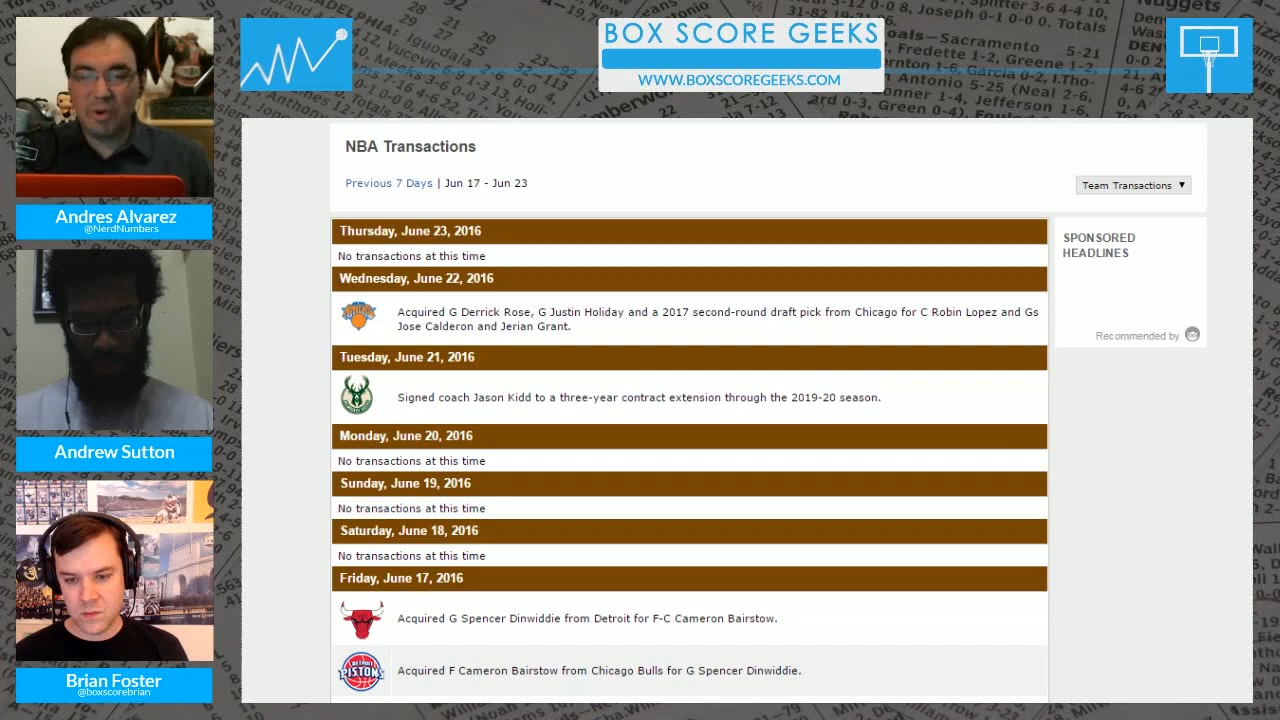 BOX SCORE GEEKS
WWW.BOXSCOREGEEKS.COM
Andres Alvarez
@NerdNumbers
Andrew Sutton
Brian Foster
@boxscorebrian
NBA Transactions
Previous 7 Days | Jun 17 - Jun 23
Team Transactions ▼
Thursday, June 23, 2016
No transactions at this time
Wednesday, June 22, 2016
Acquired G Derrick Rose, G Justin Holiday and a 2017 second-round draft pick from Chicago for C Robin Lopez and Gs
Jose Calderon and Jerian Grant.
Tuesday, June 21, 2016
Signed coach Jason Kidd to a three-year contract extension through the 2019-20 season.
Monday, June 20, 2016
No transactions at this time
Sunday, June 19, 2016
No transactions at this time
Saturday, June 18, 2016
No transactions at this time
Friday, June 17, 2016
Acquired G Spencer Dinwiddie from Detroit for F-C Cameron Bairstow.
PISTONS
Acquired F Cameron Bairstow from Chicago Bulls for G Spencer Dinwiddie.
SPONSORED
HEADLINES
Recommended by